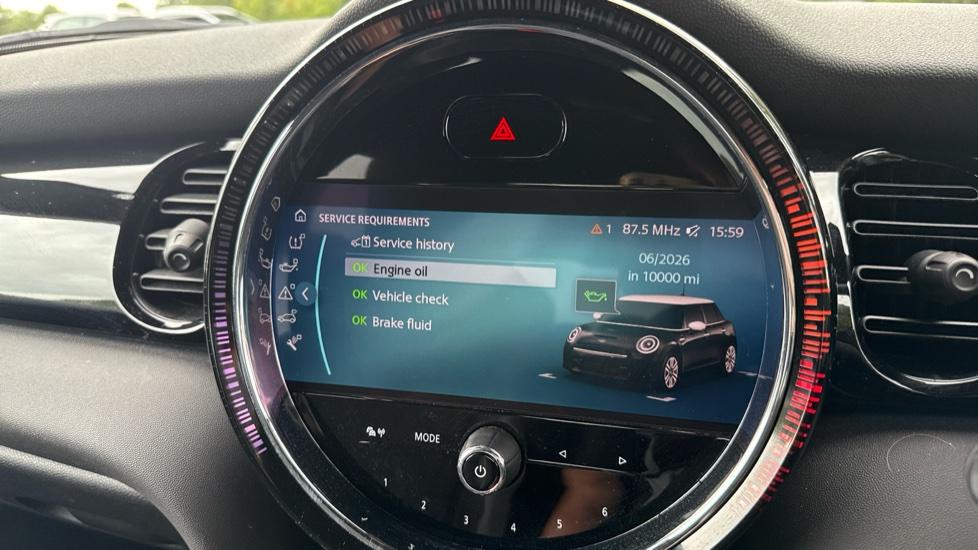 SERVICE REQUIREMENTS
1 87.5 MHz 15:59
Service history
OK Engine oil
OK Vehicle check
OK Brake fluid
06/2026
in 10000 mi
MODE
1 2 3 4 5 6